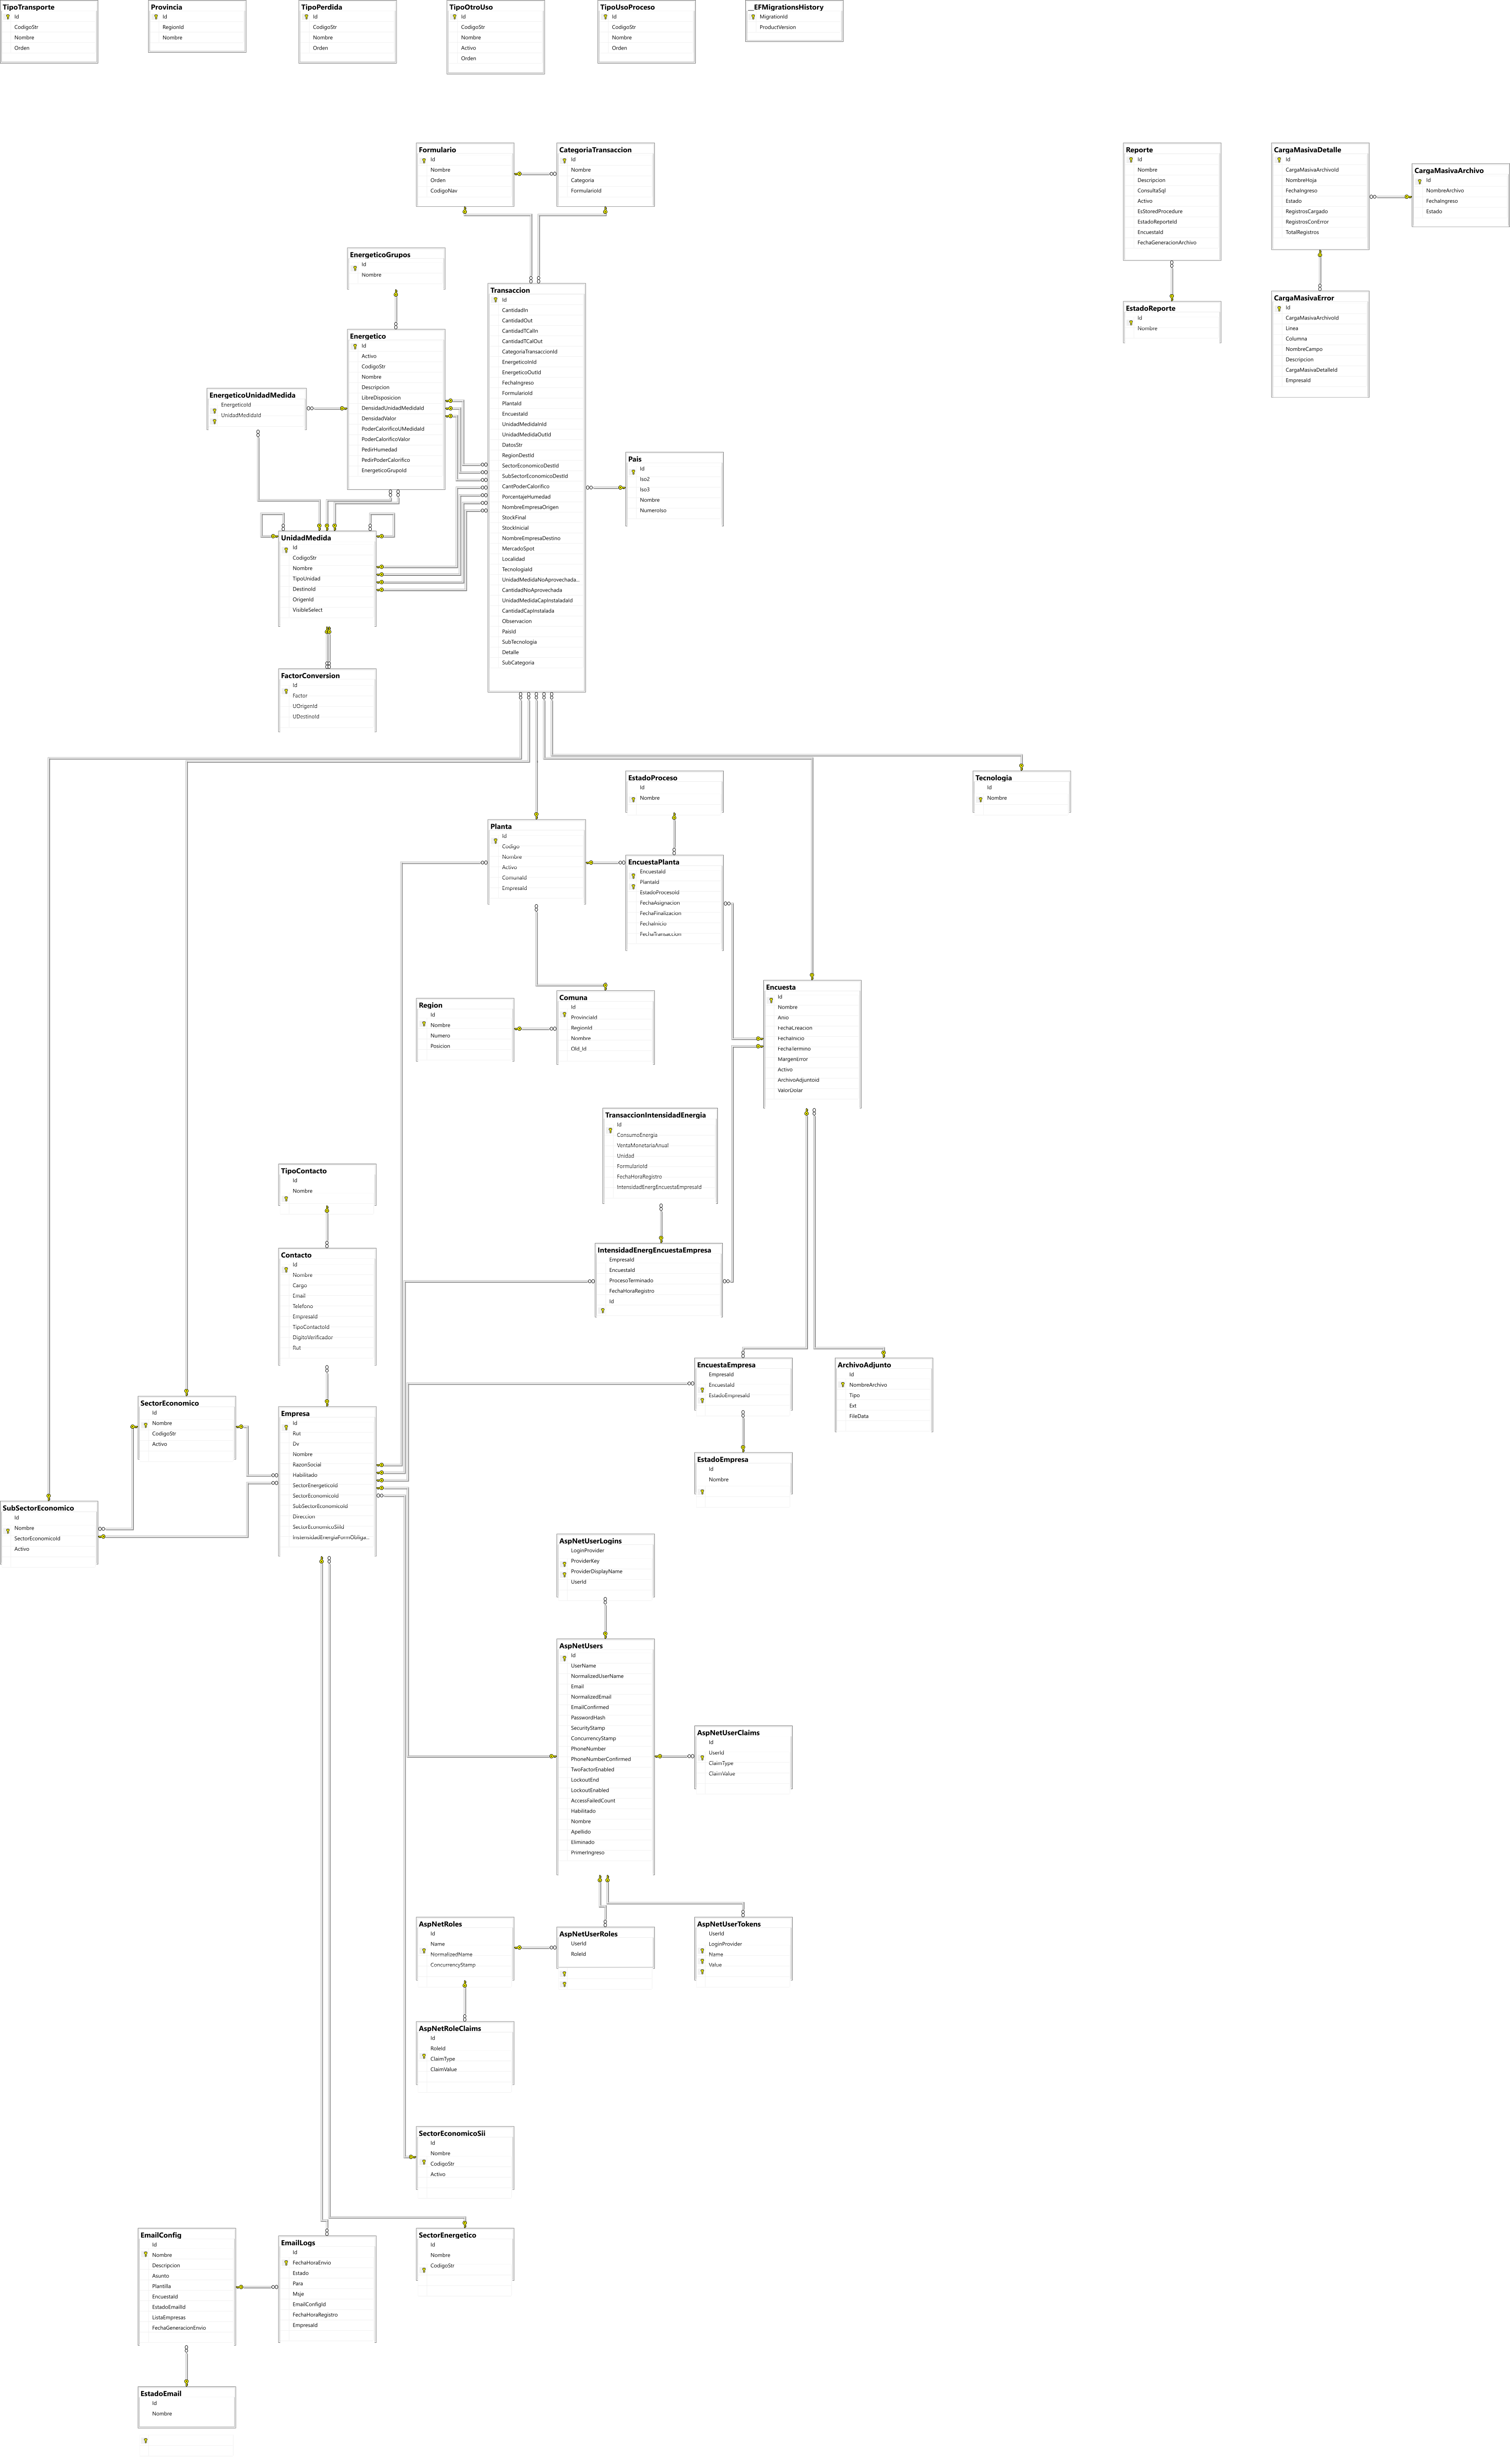 TipoTransporte
Id
CodigoStr
Nombre
Orden
Provincia
Id
RegionId
Nombre
TipoPerdida
Id
CodigoStr
Nombre
Orden
TipoOtroUso
Id
CodigoStr
Nombre
Activo
Orden
TipoUsoProceso
Id
CodigoStr
Nombre
Orden
__EFMigrationsHistory
MigrationId
ProductVersion
Formulario
Id
Nombre
Orden
CodigoNav
CategoriaTransaccion
Id
Nombre
Categoria
FormularioId
Reporte
Id
Nombre
Descripcion
ConsultaSql
Activo
EsStoredProcedure
EstadoReporteId
EncuestaId
FechaGeneracionArchivo
CargaMasivaDetalle
Id
CargaMasivaArchivoId
NombreHoja
FechaIngreso
Estado
RegistrosCargado
RegistrosConError
TotalRegistros
CargaMasivaArchivo
Id
NombreArchivo
FechaIngreso
Estado
EnergeticoGrupos
Id
Nombre
Transaccion
Id
CantidadIn
CantidadOut
CantidadTCalIn
CantidadTCalOut
CategoriaTransaccionId
EnergeticoInId
EnergeticoOutId
FechaIngreso
FormularioId
PlantaId
EncuestaId
UnidadMedidaInId
UnidadMedidaOutId
DatosStr
RegionDestId
SectorEconomicoDestId
SubSectorEconomicoDestId
CantPoderCalorifico
PorcentajeHumedad
NombreEmpresaOrigen
StockFinal
StockInicial
NombreEmpresaDestino
MercadoSpot
Localidad
TecnologiaId
UnidadMedidaNoAprovechada...
CantidadNoAprovechada
UnidadMedidaCapInstaladaId
CantidadCapInstalada
Observacion
PaisId
SubTecnologia
Detalle
SubCategoria
EstadoReporte
Id
Nombre
CargaMasivaError
Id
CargaMasivaArchivoId
Linea
Columna
NombreCampo
Descripcion
CargaMasivaDetalleId
EmpresaId
Energetico
Id
Activo
CodigoStr
Nombre
Descripcion
LibreDisposicion
DensidadUnidadMedidaId
DensidadValor
PoderCalorificoUMedidaId
PoderCalorificoValor
PedirHumedad
PedirPoderCalorifico
EnergeticoGrupoId
EnergeticoUnidadMedida
EnergeticoId
UnidadMedidaId
Pais
Id
Iso2
Iso3
Nombre
NumeroIso
UnidadMedida
Id
CodigoStr
Nombre
TipoUnidad
DestinoId
OrigenId
VisibleSelect
FactorConversion
Id
Factor
UOrigenId
UDestinoId
EstadoProceso
Id
Nombre
Tecnologia
Id
Nombre
Planta
Id
Codigo
Nombre
Activo
ComunaId
EmpresaId
EncuestaPlanta
EncuestaId
PlantaId
EstadoProcesoId
FechaAsignacion
FechaFinalizacion
FechaInicio
FechaTransaccion
Encuesta
Id
Nombre
Anio
FechaCreacion
FechaInicio
FechaTermino
MargenError
Activo
ArchivoAdjuntoid
ValorDolar
Region
Id
Nombre
Numero
Posicion
Comuna
Id
ProvinciaId
RegionId
Nombre
Old_Id
TransaccionIntensidadEnergia
Id
ConsumoEnergia
VentaMonetariaAnual
Unidad
FormularioId
FechaHoraRegistro
IntensidadEnergEncuestaEmpresaId
TipoContacto
Id
Nombre
Contacto
Id
Nombre
Cargo
Email
Telefono
EmpresaId
TipoContactoId
DigitoVerificador
Rut
IntensidadEnergEncuestaEmpresa
EmpresaId
EncuestaId
ProcesoTerminado
FechaHoraRegistro
Id
EncuestaEmpresa
EmpresaId
EncuestaId
EstadoEmpresaId
ArchivoAdjunto
Id
NombreArchivo
Tipo
Ext
FileData
SectorEconomico
Id
Nombre
CodigoStr
Activo
Empresa
Id
Rut
Dv
Nombre
RazonSocial
Habilitado
SectorEnergeticoId
SectorEconomicoId
SubSectorEconomicoId
Direccion
SectorEconomicoSiiId
InstensidadEnergiaFormObliga...
EstadoEmpresa
Id
Nombre
SubSectorEconomico
Id
Nombre
SectorEconomicoId
Activo
AspNetUserLogins
LoginProvider
ProviderKey
ProviderDisplayName
UserId
AspNetUsers
Id
UserName
NormalizedUserName
Email
NormalizedEmail
EmailConfirmed
PasswordHash
SecurityStamp
ConcurrencyStamp
PhoneNumber
PhoneNumberConfirmed
TwoFactorEnabled
LockoutEnd
LockoutEnabled
AccessFailedCount
Habilitado
Nombre
Apellido
Eliminado
PrimerIngreso
AspNetUserClaims
Id
UserId
ClaimType
ClaimValue
AspNetRoles
Id
Name
NormalizedName
ConcurrencyStamp
AspNetUserRoles
UserId
RoleId
AspNetUserTokens
UserId
LoginProvider
Name
Value
AspNetRoleClaims
Id
RoleId
ClaimType
ClaimValue
SectorEconomicoSii
Id
Nombre
CodigoStr
Activo
EmailConfig
Id
Nombre
Descripcion
Asunto
Plantilla
EncuestaId
EstadoEmailId
ListaEmpresas
FechaGeneracionEnvio
EmailLogs
Id
FechaHoraEnvio
Estado
Para
Msje
EmailConfigId
FechaHoraRegistro
EmpresaId
SectorEnergetico
Id
Nombre
CodigoStr
EstadoEmail
Id
Nombre